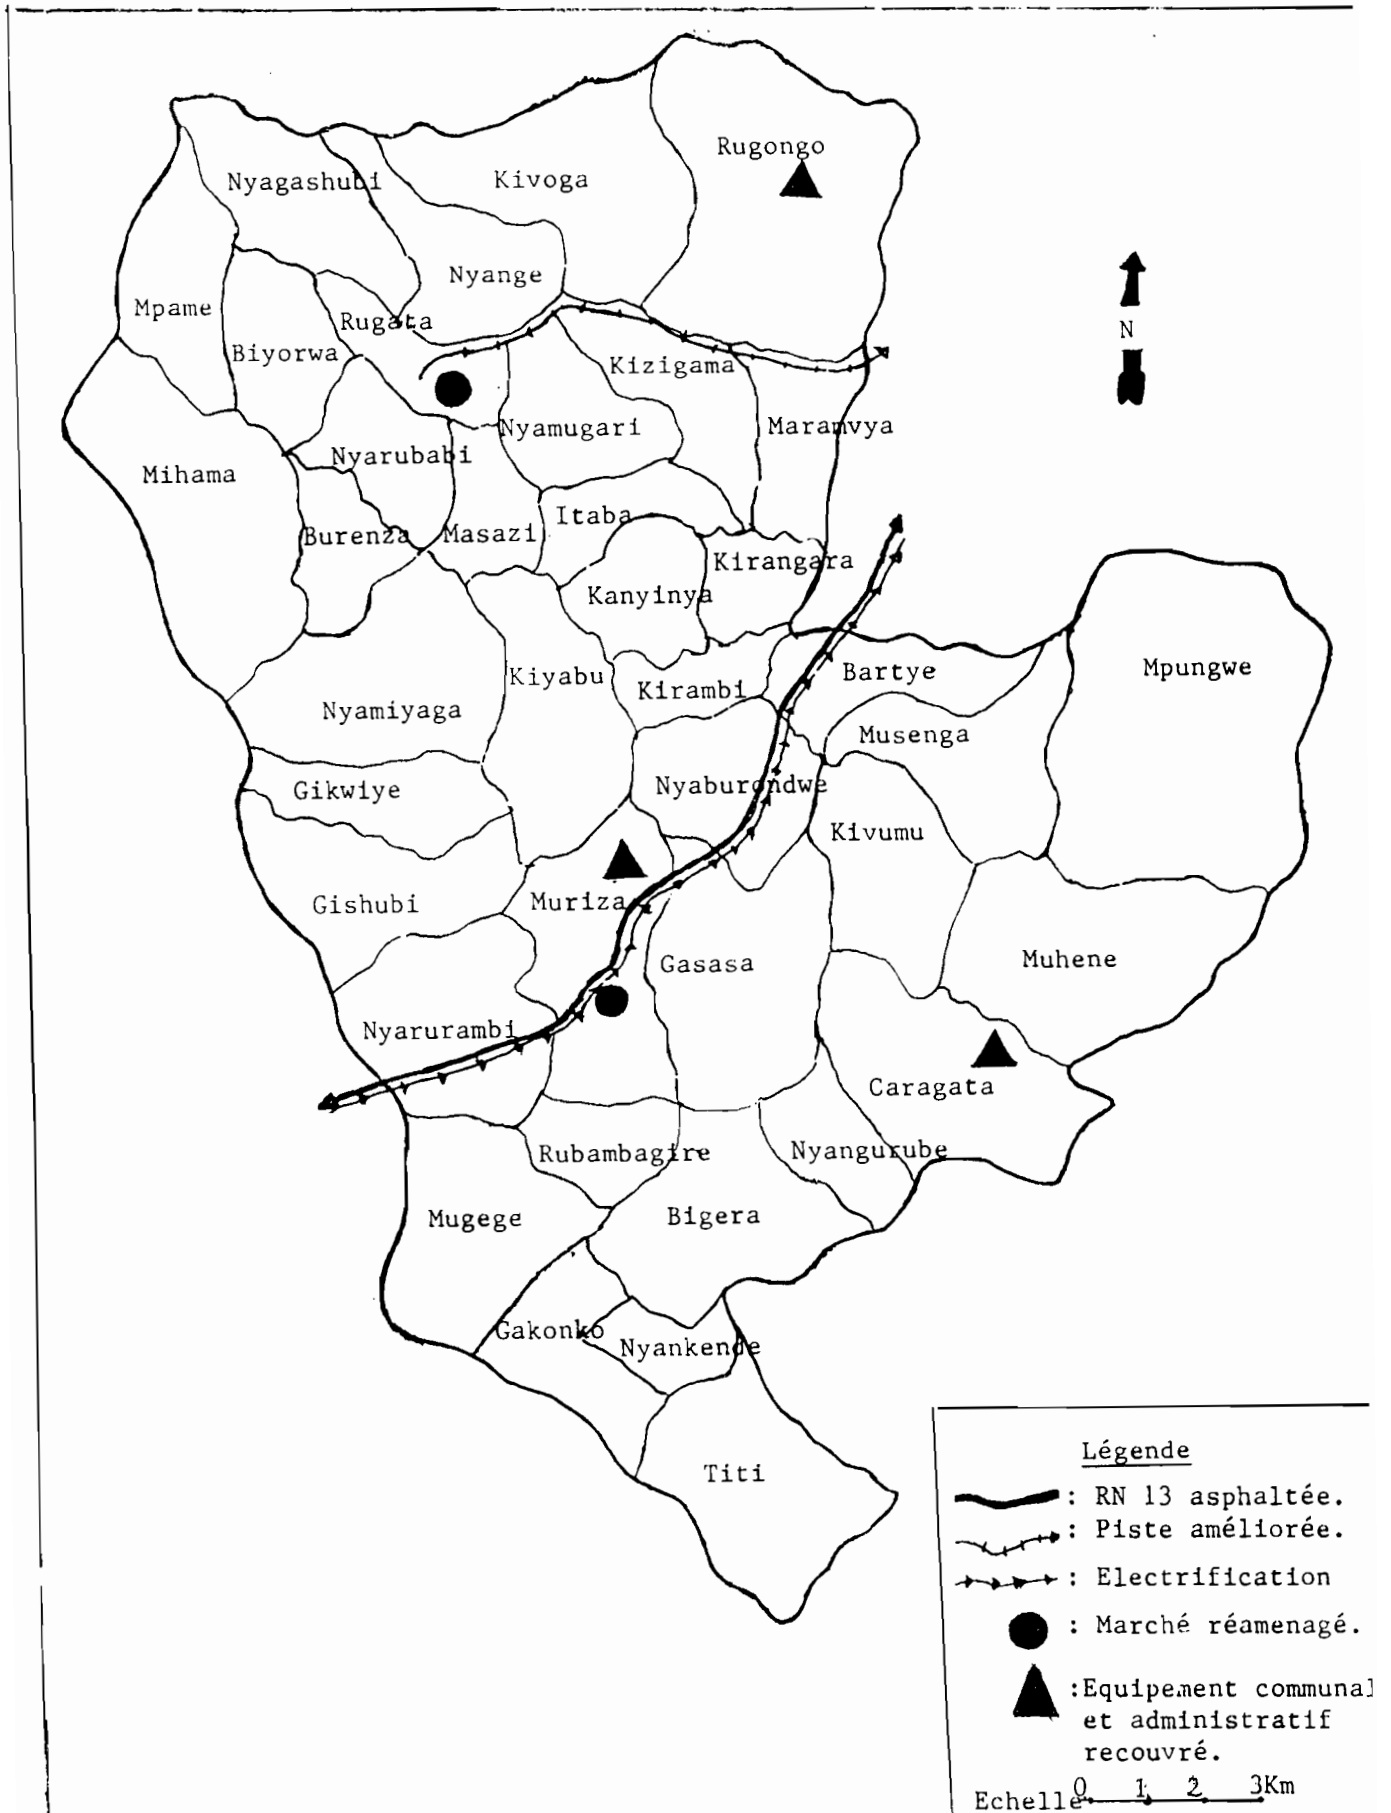 Rugongo
Nyagashubi
Kivoga
Nyange
Mpame
Rugata
N
Biyorwa
Kizigama
Nyamugari
Maranvya
Nyarubabi
Mihama
Itaba
Burenza
Masazi
Kirangara
Kanyinya
Kiyabu
Kirambi
Bartye
Mpungwe
Nyamiyaga
Musenga
Gikwiye
Nyaburondwe
Kivumu
Gishubi
Muriza
Gasasa
Muhene
Nyarurambi
Caragata
Rubambagire
Nyangurube
Mugege
Bigera
Gakonko
Nyankende
Titi
Légende
: RN 13 asphaltée.
: Piste améliorée.
: Electrification
: Marché réamenagé.
:Equipement communal
et administratif
recouvré.
Echelle 0 1 2 3Km